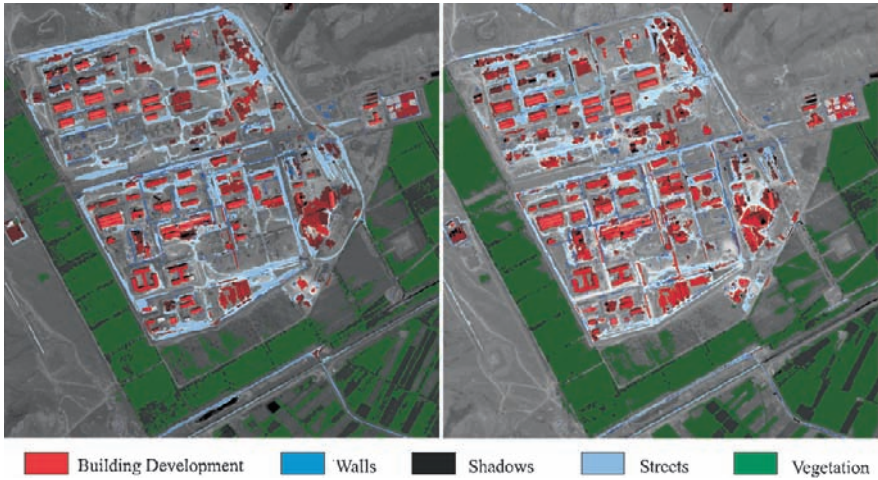 Building Development
Walls
Shadows
Streets
Vegetation